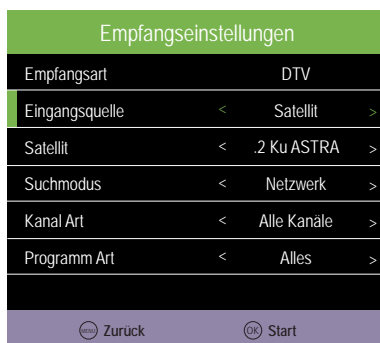 Empfangseinstellungen
Empfangsart DTV
Eingangsquelle < Satellit >
Satellit < .2 Ku ASTRA >
Suchmodus < Netzwerk >
Kanal Art < Alle Kanäle >
Programm Art < Alles >
MENU Zurück OK Start